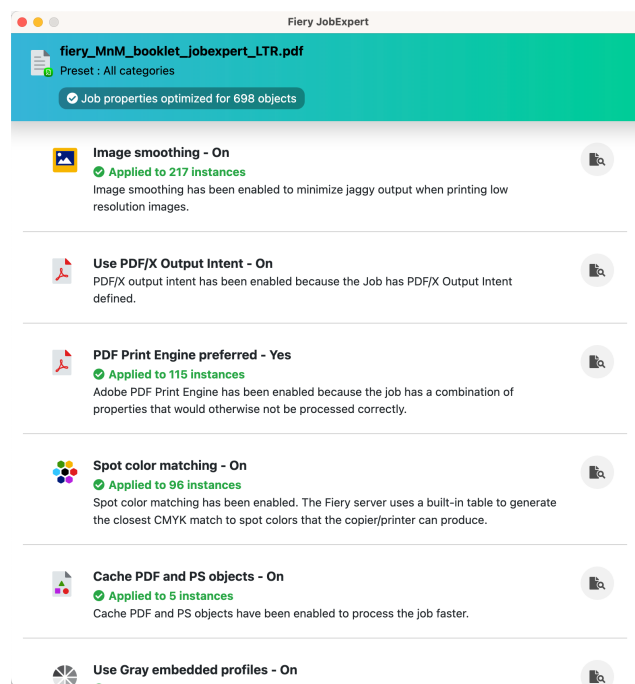 Fiery JobExpert
fiery_MnM_booklet_jobexpert_LTR.pdf
Preset : All categories
Job properties optimized for 698 objects
Image smoothing - On
Applied to 217 instances
Image smoothing has been enabled to minimize jaggy output when printing low
resolution images.
Use PDF/X Output Intent - On
PDF/X output intent has been enabled because the Job has PDF/X Output Intent
defined.
PDF Print Engine preferred - Yes
Applied to 115 instances
Adobe PDF Print Engine has been enabled because the job has a combination of
properties that would otherwise not be processed correctly.
Spot color matching - On
Applied to 96 instances
Spot color matching has been enabled. The Fiery server uses a built-in table to generate
the closest CMYK match to spot colors that the copier/printer can produce.
Cache PDF and PS objects - On
Applied to 5 instances
Cache PDF and PS objects have been enabled to process the job faster.
Use Gray embedded profiles - On